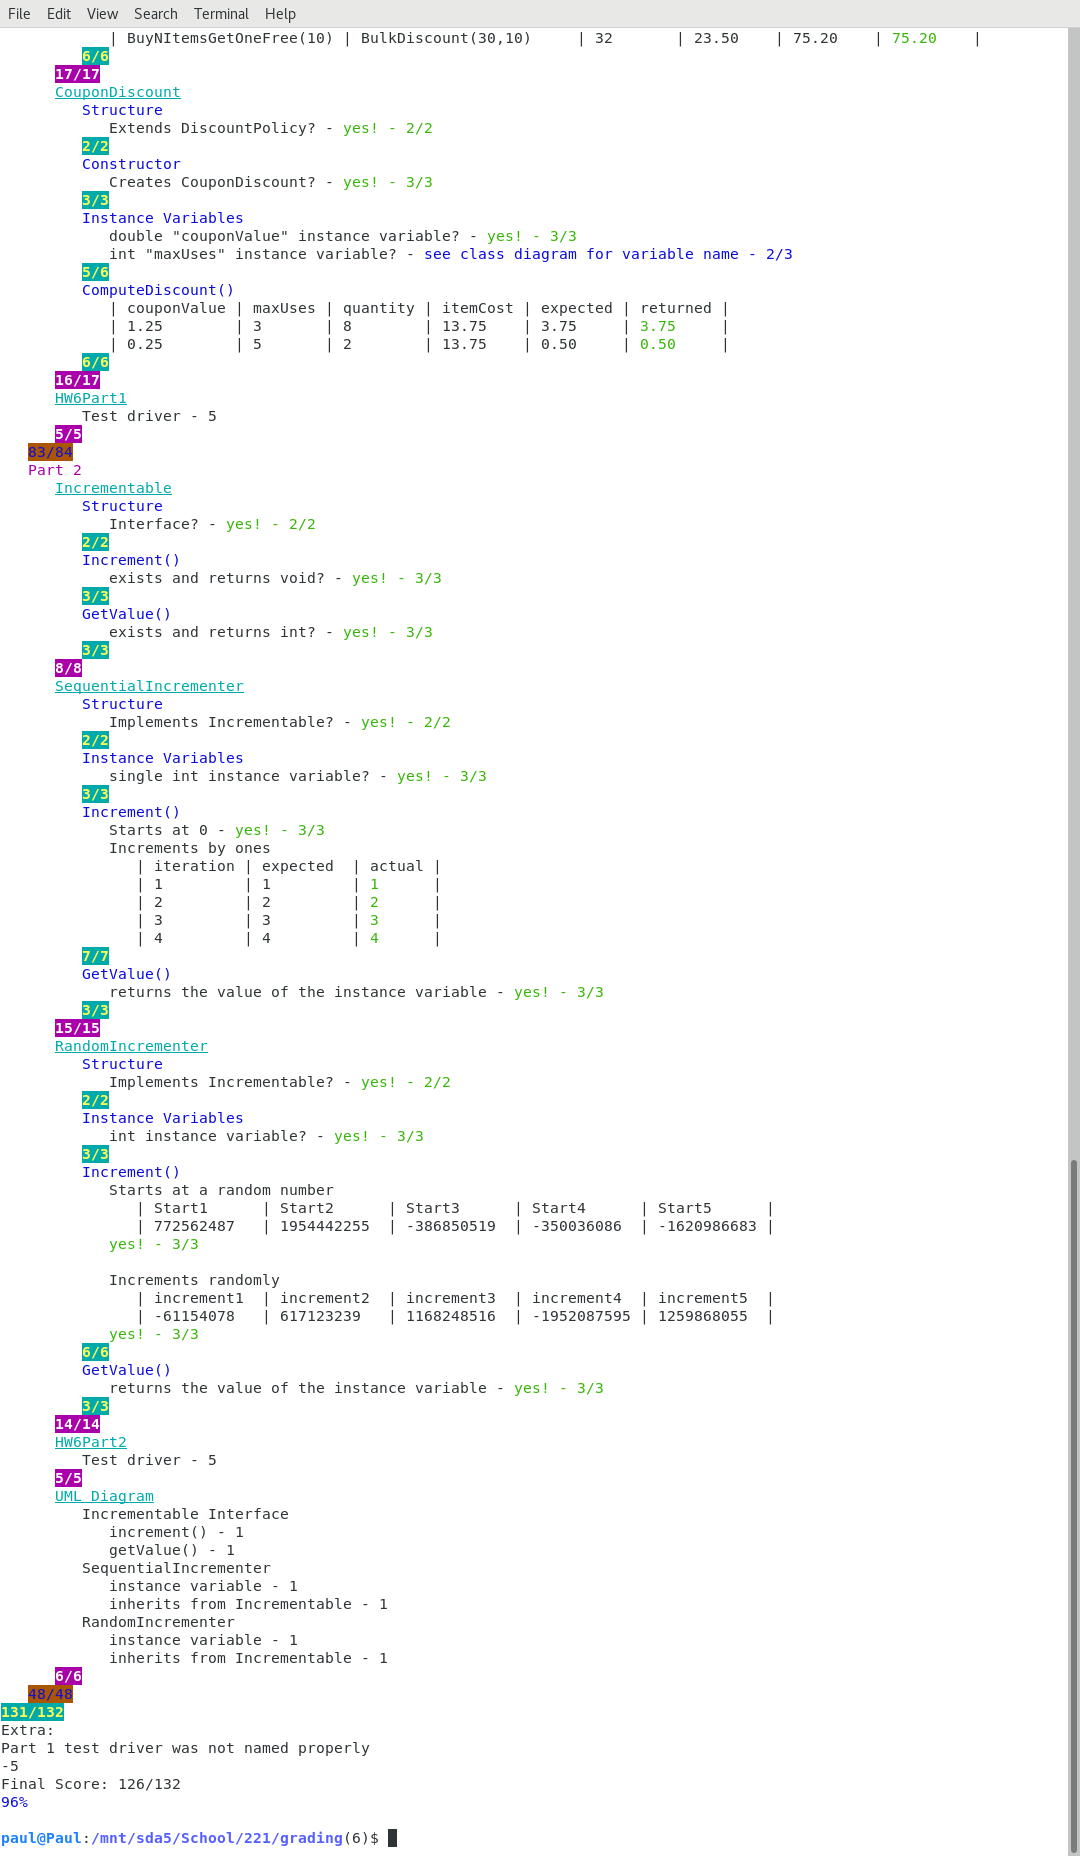 File Edit View Search Terminal Help
| BuyNItemsGetOneFree(10) | BulkDiscount(30,10) | 32 | 23.50 | 75.20 | 75.20 |
6/6
17/17
CouponDiscount
Structure
Extends DiscountPolicy? - yes! - 2/2
2/2
Constructor
Creates CouponDiscount? - yes! - 3/3
3/3
Instance Variables
double "couponValue" instance variable? - yes! - 3/3
int "maxUses" instance variable? - see class diagram for variable name - 2/3
5/6
ComputeDiscount()
| couponValue | maxUses | quantity | itemCost | expected | returned |
| 1.25 | 3 | 8 | 13.75 | 3.75 | 3.75 |
| 0.25 | 5 | 2 | 13.75 | 0.50 | 0.50 |
6/6
16/17
HW6Part1
Test driver - 5
5/5
83/84
Part 2
Incrementable
Structure
Interface? - yes! - 2/2
2/2
Increment()
exists and returns void? - yes! - 3/3
3/3
GetValue()
exists and returns int? - yes! - 3/3
3/3
8/8
SequentialIncrementer
Structure
Implements Incrementable? - yes! - 2/2
2/2
Instance Variables
single int instance variable? - yes! - 3/3
3/3
Increment()
Starts at 0 - yes! - 3/3
Increments by ones
| iteration | expected | actual |
| 1 | 1 | 1 |
| 2 | 2 | 2 |
| 3 | 3 | 3 |
| 4 | 4 | 4 |
7/7
GetValue()
returns the value of the instance variable - yes! - 3/3
3/3
15/15
RandomIncrementer
Structure
Implements Incrementable? - yes! - 2/2
2/2
Instance Variables
int instance variable? - yes! - 3/3
3/3
Increment()
Starts at a random number
| Start1 | Start2 | Start3 | Start4 | Start5 |
| 772562487 | 1954442255 | -386850519 | -350036086 | -1620986683 |
yes! - 3/3
Increments randomly
| increment1 | increment2 | increment3 | increment4 | increment5 |
| -61154078 | 617123239 | 1168248516 | -1952087595 | 1259868055 |
yes! - 3/3
6/6
GetValue()
returns the value of the instance variable - yes! - 3/3
3/3
14/14
HW6Part2
Test driver - 5
5/5
UML Diagram
Incrementable Interface
increment() - 1
getValue() - 1
SequentialIncrementer
instance variable - 1
inherits from Incrementable - 1
RandomIncrementer
instance variable - 1
inherits from Incrementable - 1
6/6
48/48
131/132
Extra:
Part 1 test driver was not named properly
-5
Final Score: 126/132
96%
paul@Paul:/mnt/sda5/School/221/grading(6)$